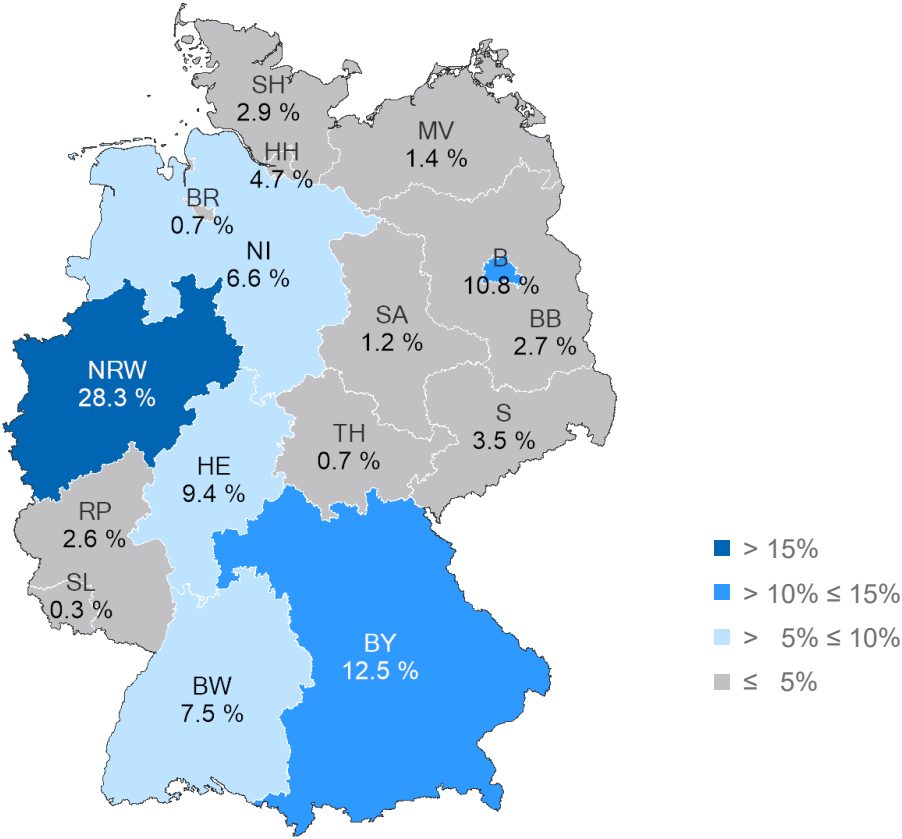 SH
2.9 %
MV
1.4 %
HH
4.7 %
BR
0.7 %
NI
6.6 %
B
10.8 %
SA
1.2 %
BB
2.7 %
NRW
28.3 %
S
3.5 %
TH
0.7 %
HE
9.4 %
RP
2.6 %
SL
0.3 %
BY
12.5 %
BW
7.5 %
> 15%
> 10% ≤ 15%
> 5% ≤ 10%
≤ 5%